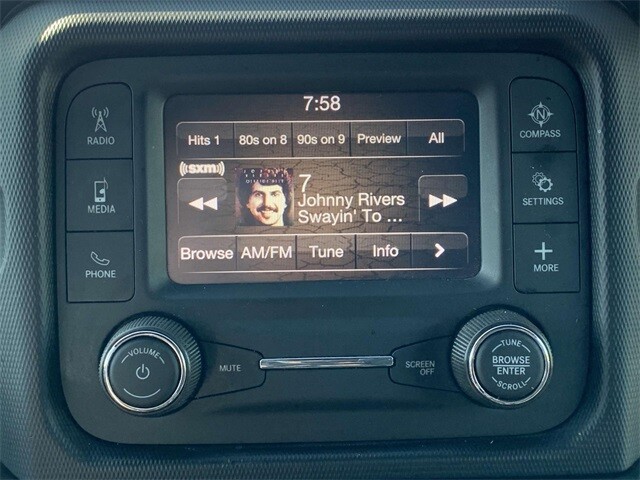 7:58
Hits 1 80s on 8 90s on 9 Preview All
((sxm))
7
Johnny Rivers
Swayin' To ...
Browse AM/FM Tune Info
RADIO
MEDIA
PHONE
COMPASS
SETTINGS
MORE
VOLUME
MUTE
SCREEN
OFF
TUNE
BROWSE
ENTER
SCROLL
N